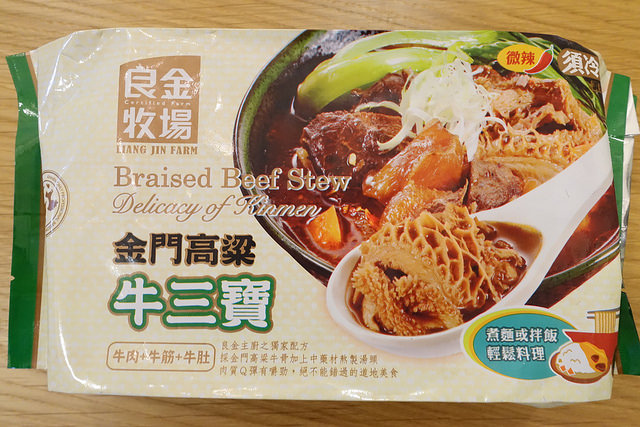 良金
Certified Farm
牧場
LIANG JIN FARM
微辣
須冷
Braised Beef Stew
Delicacy of Kinmen
金門高粱
牛三寶
牛肉+牛筋+牛肚
良金主廚之獨家配方
採金門高粱牛骨加上中藥材熬製湯頭
肉質Q彈有嚼勁，絕不能錯過的道地美食
煮麵或拌飯
輕鬆料理